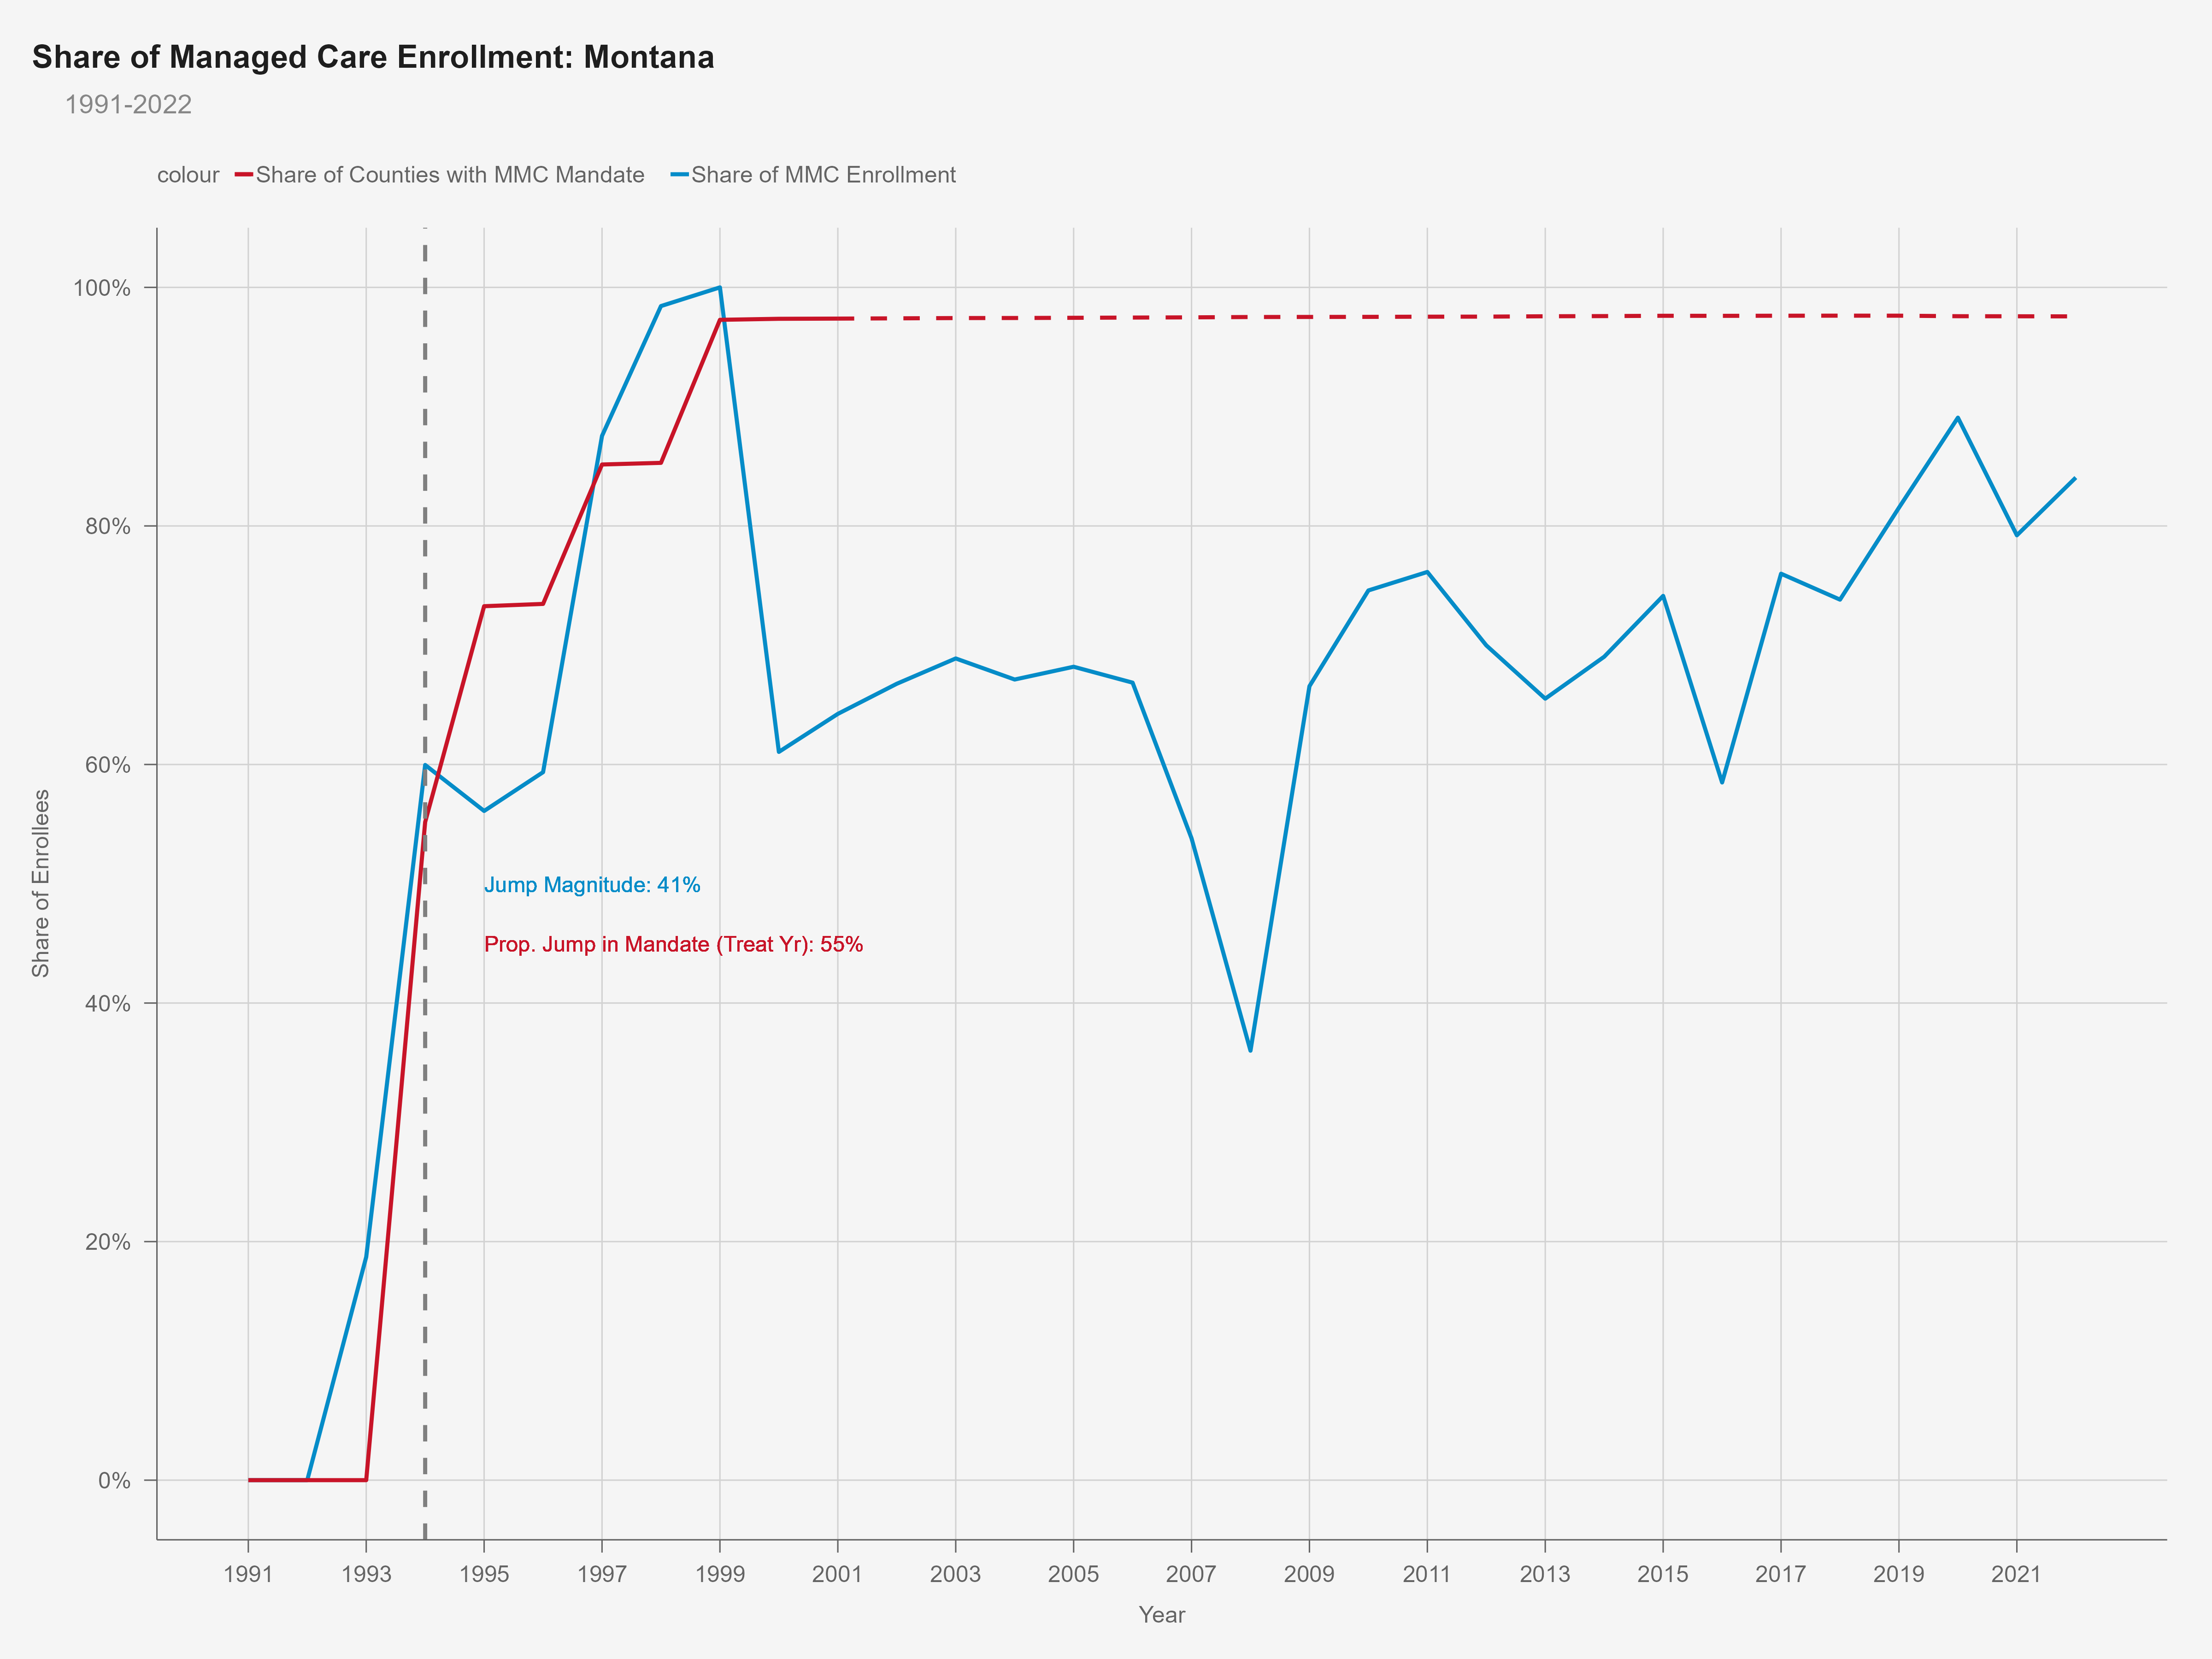 Share of Managed Care Enrollment: Montana
1991-2022
colour Share of Counties with MMC Mandate Share of MMC Enrollment
100%
80%
60%
40%
20%
0%
Share of Enrollees
Jump Magnitude: 41%
Prop. Jump in Mandate (Treat Yr): 55%
1991 1993 1995 1997 1999 2001 2003 2005 2007 2009 2011 2013 2015 2017 2019 2021
Year